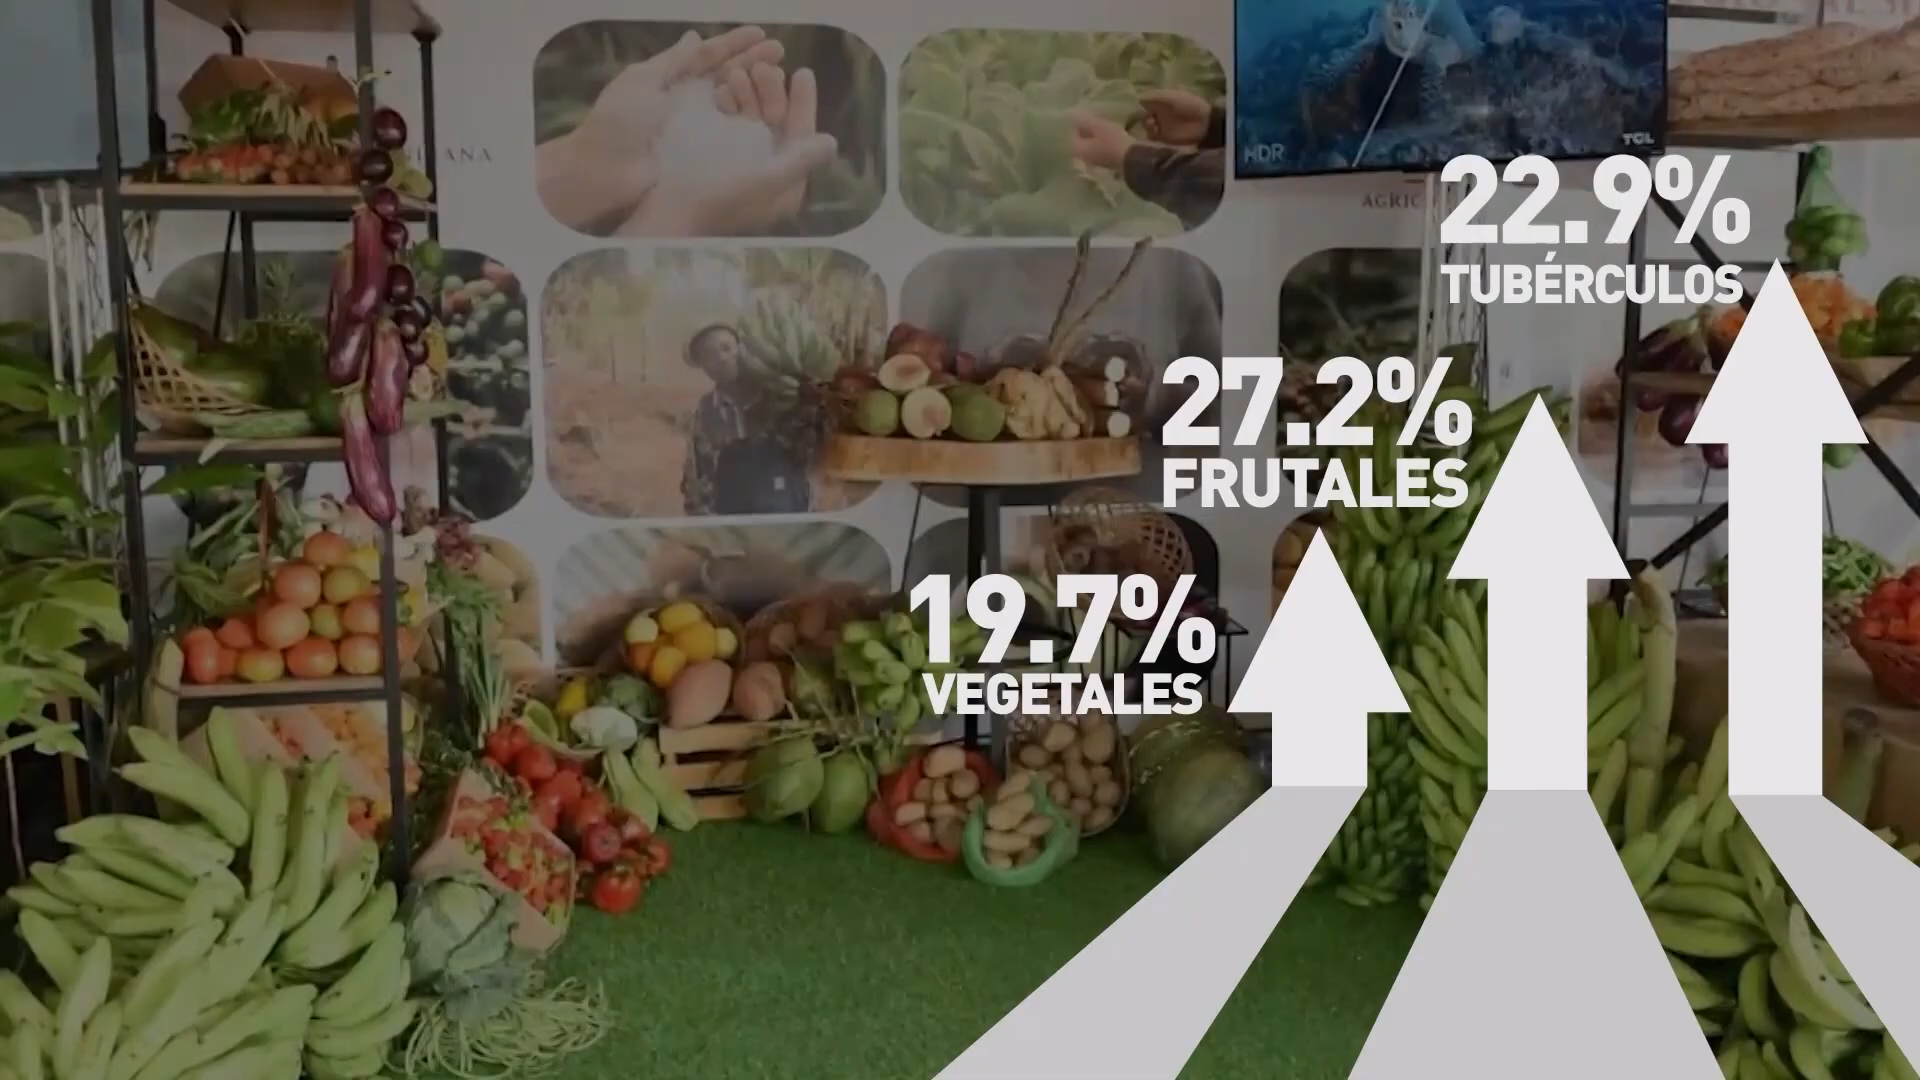 HDR
TCL
22.9%
TUBÉRCULOS
27.2%
FRUTALES
19.7%
VEGETALES